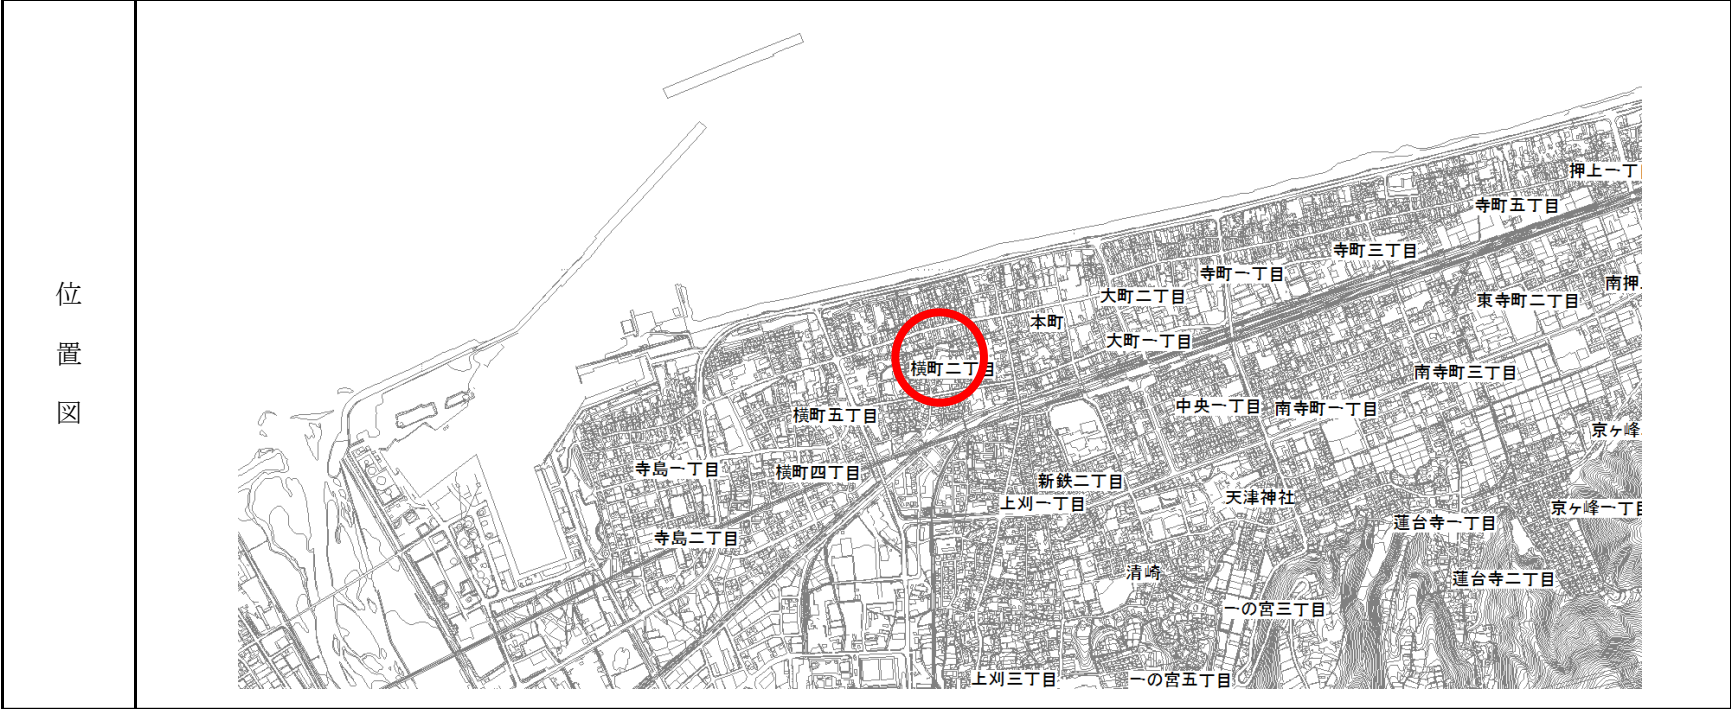 位
置
図
押上一丁
寺町五丁目
寺町三丁目
寺町一丁目
南押
大町二丁目
東寺町二丁目
本町
大町一丁目
横町二丁目
南寺町三丁目
中央一丁目
南寺町一丁目
横町五丁目
京ヶ峰
寺島一丁目
横町四丁目
新鉄二丁目
天津神社
上刈一丁目
京ヶ峰一丁目
蓮台寺一丁目
寺島二丁目
清崎
蓮台寺二丁目
一の宮三丁目
上刈三丁目
一の宮五丁目